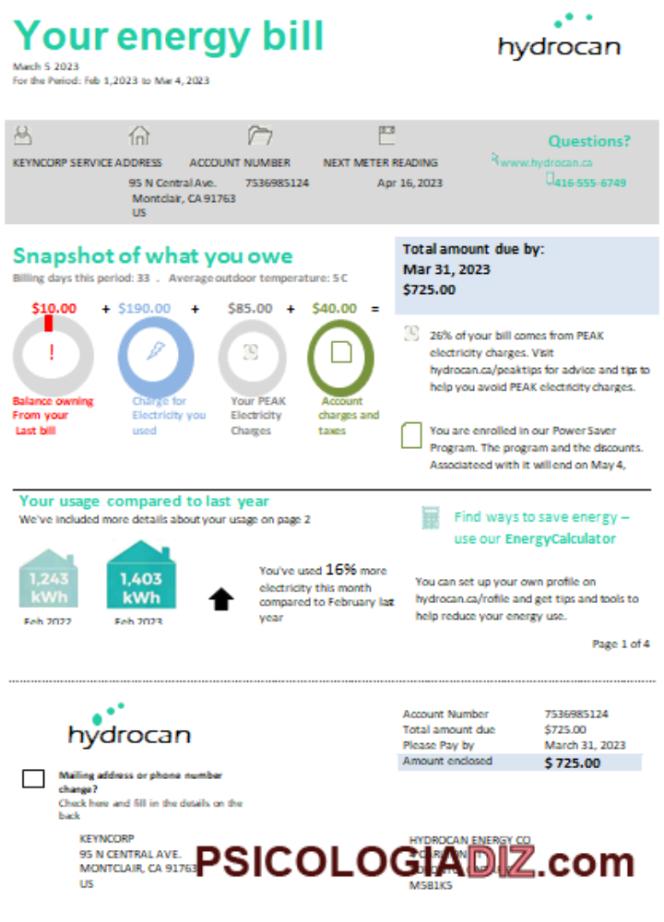 Your energy bill
hydrocan
March 5 2023
For the Period: Feb 1,2023 to Mar 4, 2023
Questions?
KEYNCORP SERVICE ADDRESS ACCOUNT NUMBER NEXT METER READING
www.hydrocan.ca
95 N Central Ave. 7536985124 Apr 16, 2023
416-555-6749
Montclair, CA 91763
US
Snapshot of what you owe
Billing days this period: 33 . Average outdoor temperature: 5 C
Total amount due by:
Mar 31, 2023
$725.00
$10.00 + $190.00 + $85.00 + $40.00 =
!
Balance owning
From your
Last bill
Charge for
Electricity you
used
Your PEAK
Electricity
Charges
Account
charges and
taxes
26% of your bill comes from PEAK
electricity charges. Visit
hydrocan.ca/peaktips for advice and tips to
help you avoid PEAK electricity charges.
You are enrolled in our Power Saver
Program. The program and the discounts.
Associateed with it will end on May 4,
Your usage compared to last year
We've included more details about your usage on page 2
1,243
kWh
Feb 2022
1,403
kWh
Feb 2023
You've used 16% more
electricity this month
compared to February last
year
Find ways to save energy –
use our EnergyCalculator
You can set up your own profile on
hydrocan.ca/rofile and get tips and tools to
help reduce your energy use.
Page 1 of 4
hydrocan
Account Number 7536985124
Total amount due $725.00
Please Pay by March 31, 2023
Amount enclosed $ 725.00
Mailing address or phone number
change?
Check here and fill in the details on the
back
KEYNCORP
95 N CENTRAL AVE.
MONTCLAIR, CA 91763
US
HYDROCAN ENERGY CO
M5B1K5
PSICOLOGIADIZ.com